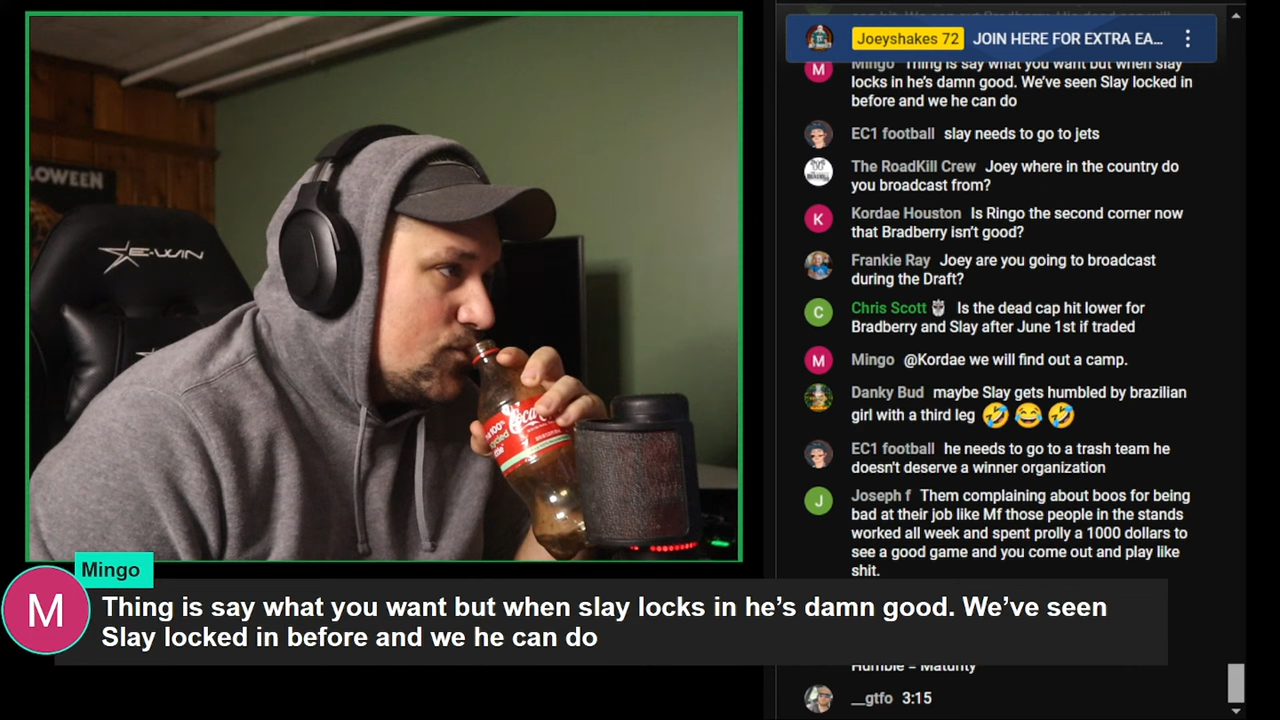 LOWEEN
E-WIN
Coca-Cola
Joeyshakes 72 JOIN HERE FOR EXTRA EA...
Mingo Thing is say what you want but when slay
locks in he's damn good. We've seen Slay locked in
before and we he can do
EC1 football slay needs to go to jets
The RoadKill Crew Joey where in the country do
you broadcast from?
Kordae Houston Is Ringo the second corner now
that Bradberry isn't good?
Frankie Ray Joey are you going to broadcast
during the Draft?
Chris Scott Is the dead cap hit lower for
Bradberry and Slay after June 1st if traded
Mingo @Kordae we will find out a camp.
Danky Bud maybe Slay gets humbled by brazilian
girl with a third leg 🤣😂🤣
EC1 football he needs to go to a trash team he
doesn't deserve a winner organization
Joseph f Them complaining about boos for being
bad at their job like Mf those people in the stands
worked all week and spent prolly a 1000 dollars to
see a good game and you come out and play like
shit.
Humble = Maturity
__gtfo 3:15
M
M
K
C
M
J
Mingo
M
Thing is say what you want but when slay locks in he's damn good. We've seen
Slay locked in before and we he can do